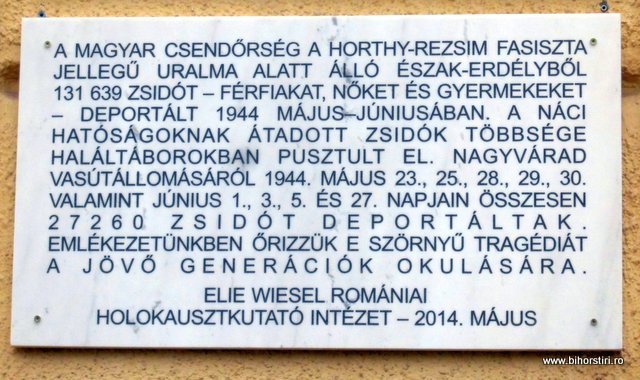 A MAGYAR CSENDŐRSÉG A HORTHY-REZSIM FASISZTA
JELLEGŰ URALMA ALATT ÁLLÓ ÉSZAK-ERDÉLYBŐL
131 639 ZSIDÓT – FÉRFIAKAT, NŐKET ÉS GYERMEKEKET
– DEPORTÁLT 1944 MÁJUS–JÚNIUSÁBAN. A NÁCI
HATÓSÁGOKNAK ÁTADOTT ZSIDÓK TÖBBSÉGE
HALÁLTÁBOROKBAN PUSZTULT EL. NAGYVÁRAD
VASÚTÁLLOMÁSÁRÓL 1944. MÁJUS 23., 25., 28., 29., 30.
VALAMINT JÚNIUS 1., 3., 5. ÉS 27. NAPJAIN ÖSSZESEN
27260 ZSIDÓT DEPORTÁLTAK.
EMLÉKEZETÜNKBEN ŐRIZZÜK E SZÖRNYŰ TRAGÉDIÁT
A JÖVŐ GENERÁCIÓK OKULÁSÁRA.
ELIE WIESEL ROMÁNIAI
HOLOKAUSZTKUTATÓ INTÉZET – 2014. MÁJUS
www.bihorstiri.ro